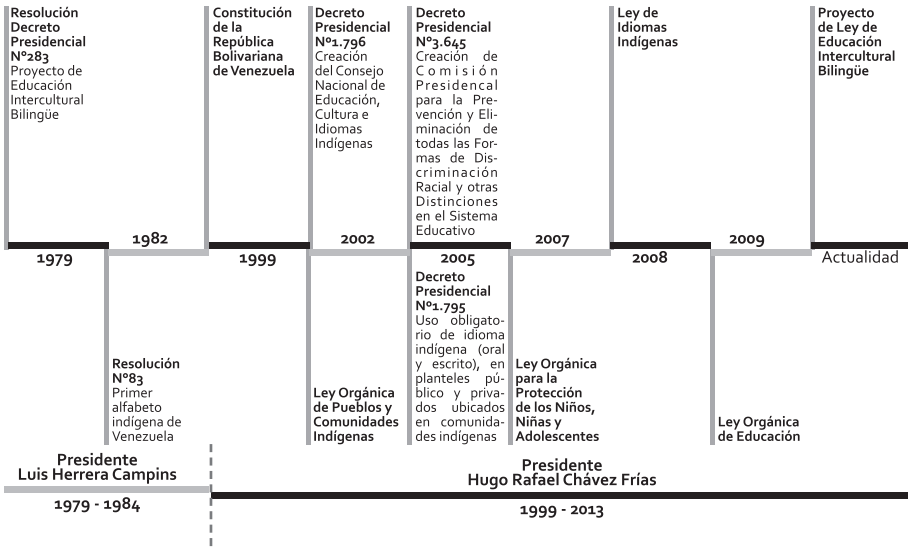 Resolución
Decreto
Presidencial
N°283
Proyecto de
Educación
Intercultural
Bilingüe
Constitución
de la
República
Bolivariana
de Venezuela
Decreto
Presidencial
Nº1.796
Creación
del Consejo
Nacional de
Educación,
Cultura e
Idiomas
Indígenas
Decreto
Presidencial
N°3.645
Creación de
Comisión
Presidencal
para la Pre-
vención y Eli-
minación de
todas las For-
mas de Dis-
criminación
Racial y otras
Distinciones
en el Sistema
Educativo
Ley de
Idiomas
Indígenas
Proyecto
de Ley de
Educación
Intercultural
Bilingüe
1979
1982
1999
2002
2005
2007
2008
2009
Actualidad
Resolución
N°83
Primer
alfabeto
indígena de
Venezuela
Ley Orgánica
de Pueblos y
Comunidades
Indígenas
Decreto
Presidencial
Nº1.795
Uso obligato-
rio de idioma
indígena (oral
y escrito), en
planteles pú-
blico y priva-
dos ubicados
en comunida-
des indígenas
Ley Orgánica
para la
Protección
de los Niños,
Niñas y
Adolescentes
Ley Orgánica
de Educación
Presidente
Luis Herrera Campins
1979 - 1984
Presidente
Hugo Rafael Chávez Frías
1999 - 2013